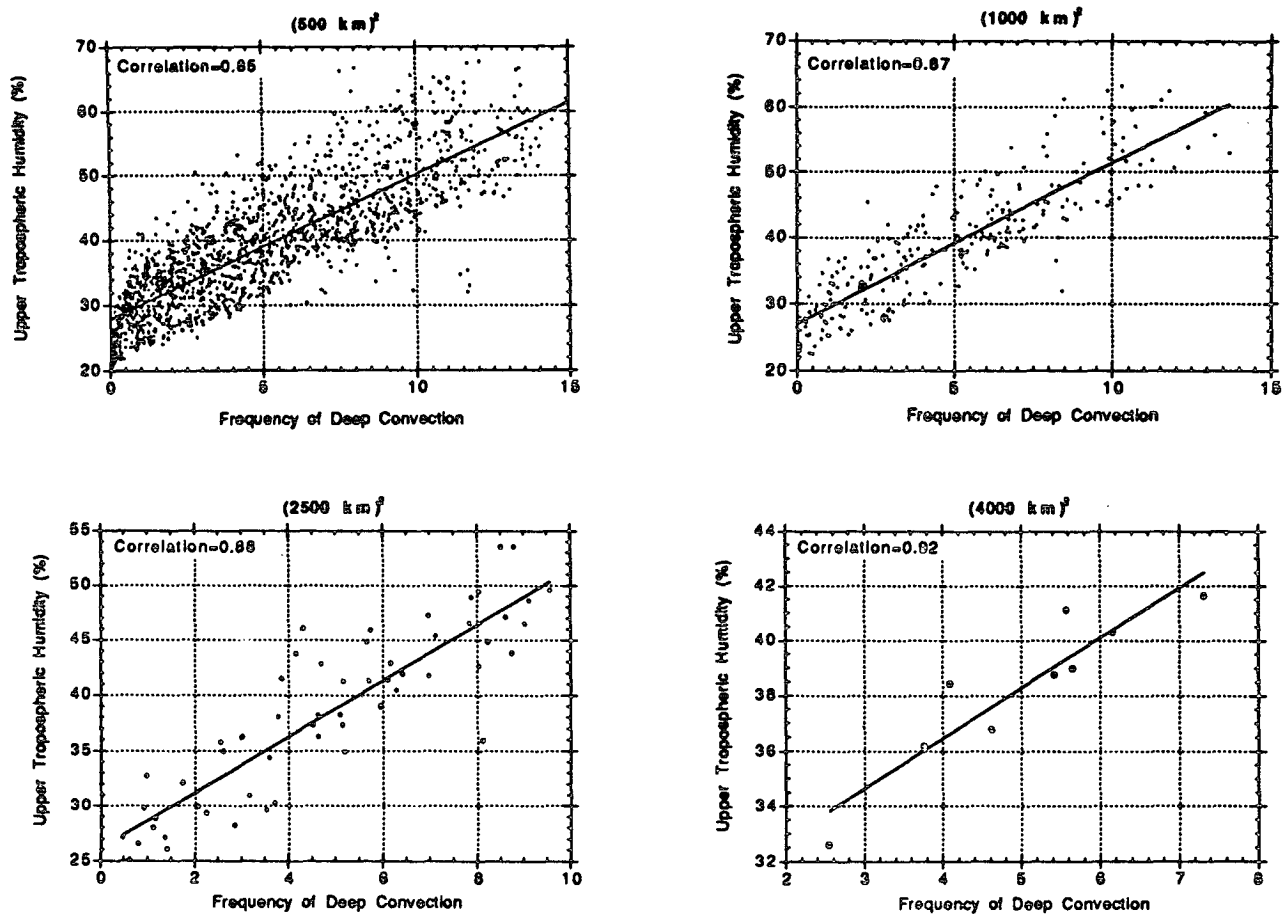 (500 km)²
Correlation=0.85
Upper Tropospheric Humidity (%)
70
60
50
40
30
20
0 5 10 15
Frequency of Deep Convection
(1000 km)²
Correlation=0.87
Upper Tropospheric Humidity (%)
70
60
50
40
30
20
0 5 10 15
Frequency of Deep Convection
(2500 km)²
Correlation=0.86
Upper Tropospheric Humidity (%)
55
50
45
40
35
30
25
0 2 4 6 8 10
Frequency of Deep Convection
(4000 km)²
Correlation=0.92
Upper Tropospheric Humidity (%)
44
42
40
38
36
34
32
2 3 4 5 6 7 8
Frequency of Deep Convection